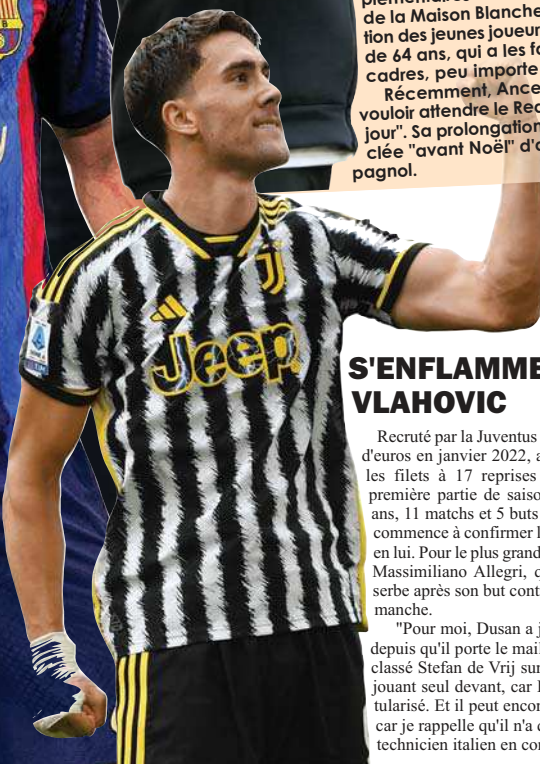 plémentaires
de la Maison Blanche
tion des jeunes joueur
de 64 ans, qui a les fa
cadres, peu importe
Récemment, Ance
vouloir attendre le Rec
jour". Sa prolongation
clée "avant Noël" d'a
pagnol.
Jeep
S'ENFLAMME
VLAHOVIC
Recruté par la Juventus
d'euros en janvier 2022, a
les filets à 17 reprises
première partie de saiso
ans, 11 matchs et 5 buts
commence à confirmer l
en lui. Pour le plus grand
Massimiliano Allegri, q
serbe après son but cont
manche.
"Pour moi, Dusan a j
depuis qu'il porte le mail
classé Stefan de Vrij sur
jouant seul devant, car l
tularisé. Et il peut encor
car je rappelle qu'il n'a
technicien italien en con